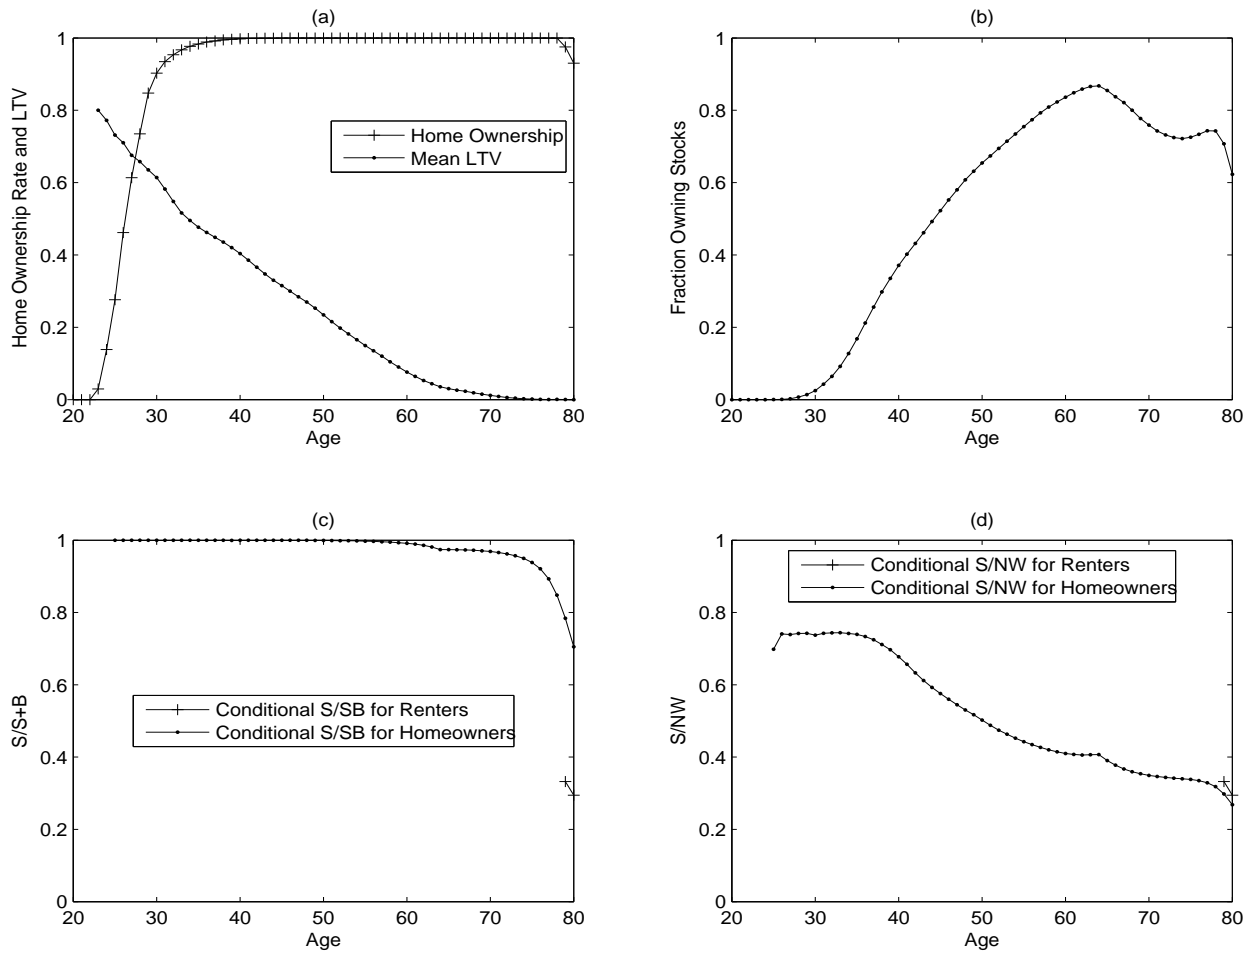 (a)
1
0.8
0.6
0.4
0.2
0
20
30
40
50
60
70
80
Age
Home Ownership Rate and LTV
Home Ownership
Mean LTV
(b)
1
0.8
0.6
0.4
0.2
0
20
30
40
50
60
70
80
Age
Fraction Owning Stocks
(c)
1
0.8
0.6
0.4
0.2
0
20
30
40
50
60
70
80
Age
S/S+B
Conditional S/SB for Renters
Conditional S/SB for Homeowners
(d)
1
0.8
0.6
0.4
0.2
0
20
30
40
50
60
70
80
Age
S/NW
Conditional S/NW for Renters
Conditional S/NW for Homeowners